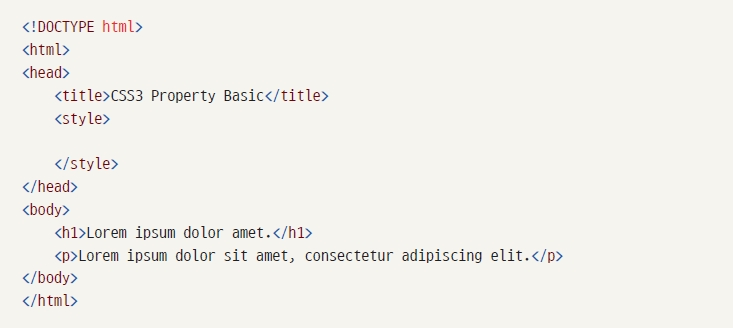 <!DOCTYPE html>
<html>
<head>
    <title>CSS3 Property Basic</title>
    <style>

    </style>
</head>
<body>
    <h1>Lorem ipsum dolor amet.</h1>
    <p>Lorem ipsum dolor sit amet, consectetur adipiscing elit.</p>
</body>
</html>